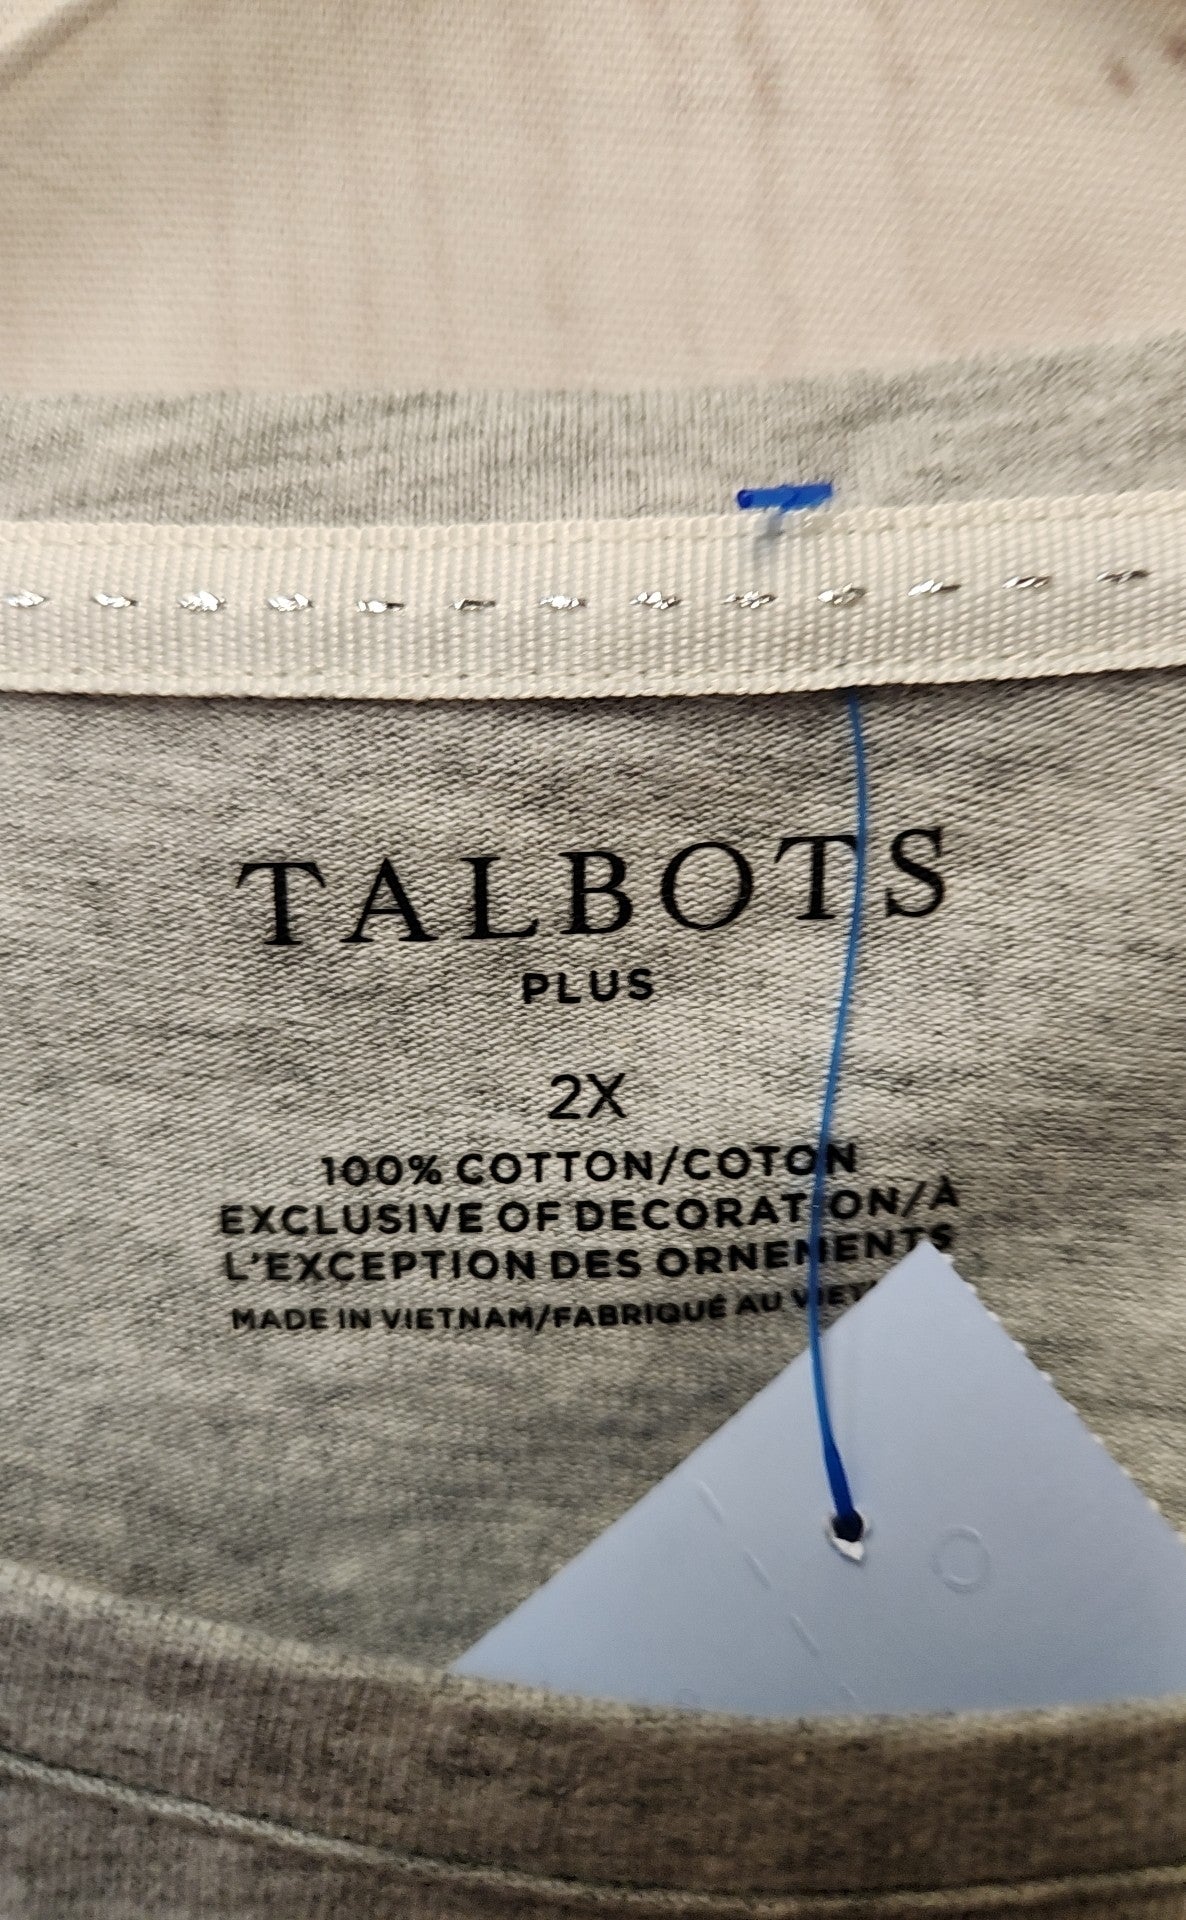 TALBOTS
PLUS
2X
100% COTTON/COTON
EXCLUSIVE OF DECORATION/À
L'EXCEPTION DES ORNEMENTS
MADE IN VIETNAM/FABRIQUÉ AU